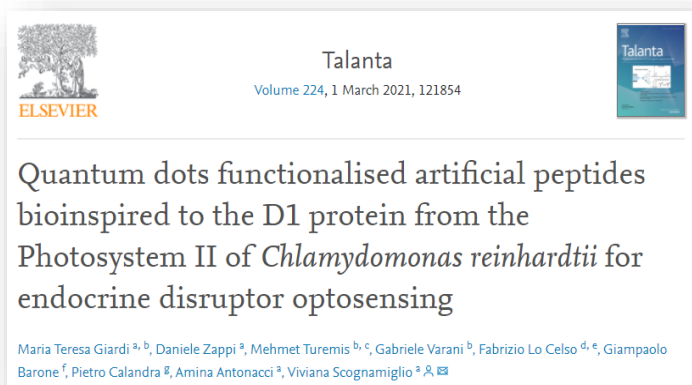 Talanta
Volume 224, 1 March 2021, 121854
Talanta
ELSEVIER
Quantum dots functionalised artificial peptides
bioinspired to the D1 protein from the
Photosystem II of Chlamydomonas reinhardtii for
endocrine disruptor optosensing
Maria Teresa Giardi a, b, Daniele Zappi a, Mehmet Turemis b, c, Gabriele Varani b, Fabrizio Lo Celso d, e, Giampaolo
Barone f, Pietro Calandra g, Amina Antonacci a, Viviana Scognamiglio a